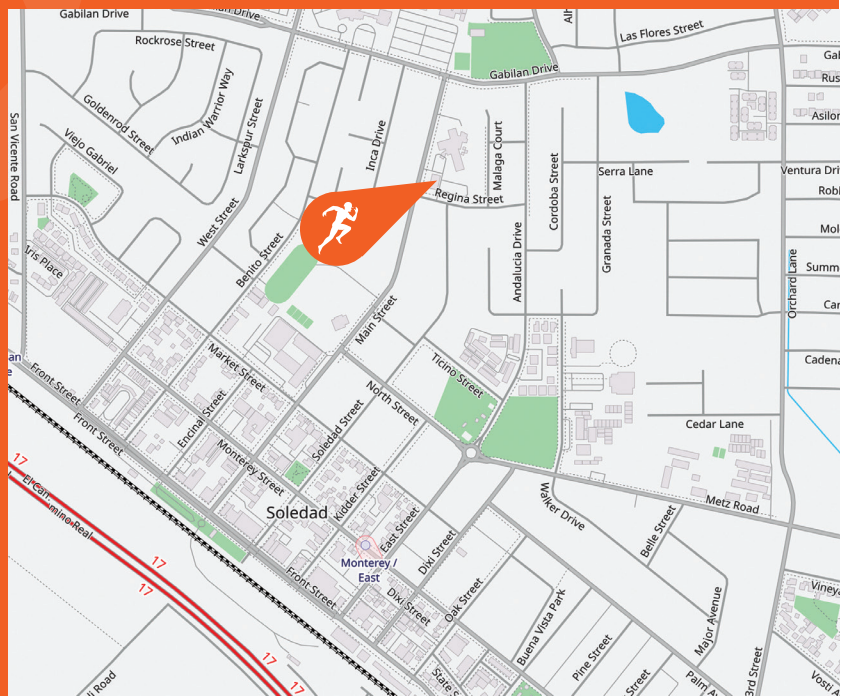 Gabilan Drive
Drive
Las Flores Street
Rockrose Street
Gabilan Drive
Goldenrod Street
Indian Warrior Way
Larkspur Street
San Vicente Road
Viejo Gabriel
Inca Drive
Malaga Court
Cordoba Street
Serra Lane
Ventura
Regina Street
West Street
Benito Street
Andalucia Drive
Granada Street
Orchard Lane
Iris Place
Main Street
Market Street
Ticino Street
Front Street
North Street
Encinal Street
Soledad Street
Cedar Lane
Front Street
Monterey Street
Kidder Street
17
El Camino Real
Soledad
East Street
Walker Drive
Metz Road
Belle Street
17
17
Monterey /
East
Dixi Street
Front Street
Dixi Street
Oak Street
Buena Vista Park
Major Avenue
Pine Street
17
17
State
Street
Palm
3rd Street
Road
Vosti